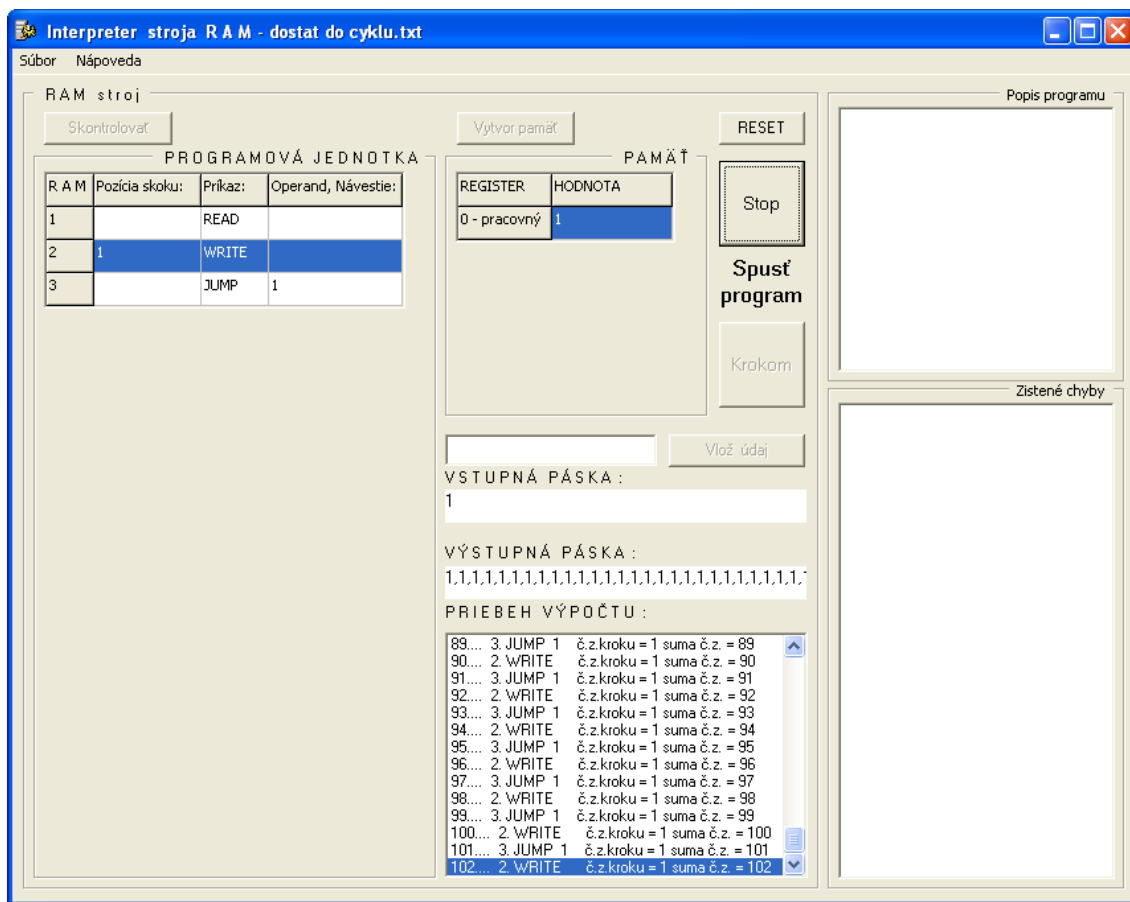 Interpreter stroja R A M - dostat do cyklu.txt
Súbor Nápoveda
RAM stroj
Skontrolovať
Vytvor pamäť
RESET
PROGRAMOVÁ JEDNOTKA
R A M Pozícia skoku: Príkaz: Operand, Návestie:
1 READ
2 1 WRITE
3 JUMP 1
PAMÄŤ
REGISTER HODNOTA
0 - pracovný 1
Stop
Spusť
program
Krokom
Vlož údaj
VSTUPNÁ PÁSKA :
1
VÝSTUPNÁ PÁSKA :
1,1,1,1,1,1,1,1,1,1,1,1,1,1,1,1,1,1,1,1,1,1,1,1,1,1,1,
PRIEBEH VÝPOČTU :
89.... 3. JUMP 1 č.z.kroku = 1 suma č.z. = 89
90.... 2. WRITE č.z.kroku = 1 suma č.z. = 90
91.... 3. JUMP 1 č.z.kroku = 1 suma č.z. = 91
92.... 2. WRITE č.z.kroku = 1 suma č.z. = 92
93.... 3. JUMP 1 č.z.kroku = 1 suma č.z. = 93
94.... 2. WRITE č.z.kroku = 1 suma č.z. = 94
95.... 3. JUMP 1 č.z.kroku = 1 suma č.z. = 95
96.... 2. WRITE č.z.kroku = 1 suma č.z. = 96
97.... 3. JUMP 1 č.z.kroku = 1 suma č.z. = 97
98.... 2. WRITE č.z.kroku = 1 suma č.z. = 98
99.... 3. JUMP 1 č.z.kroku = 1 suma č.z. = 99
100.... 2. WRITE č.z.kroku = 1 suma č.z. = 100
101.... 3. JUMP 1 č.z.kroku = 1 suma č.z. = 101
102.... 2. WRITE č.z.kroku = 1 suma č.z. = 102
Popis programu
Zistené chyby